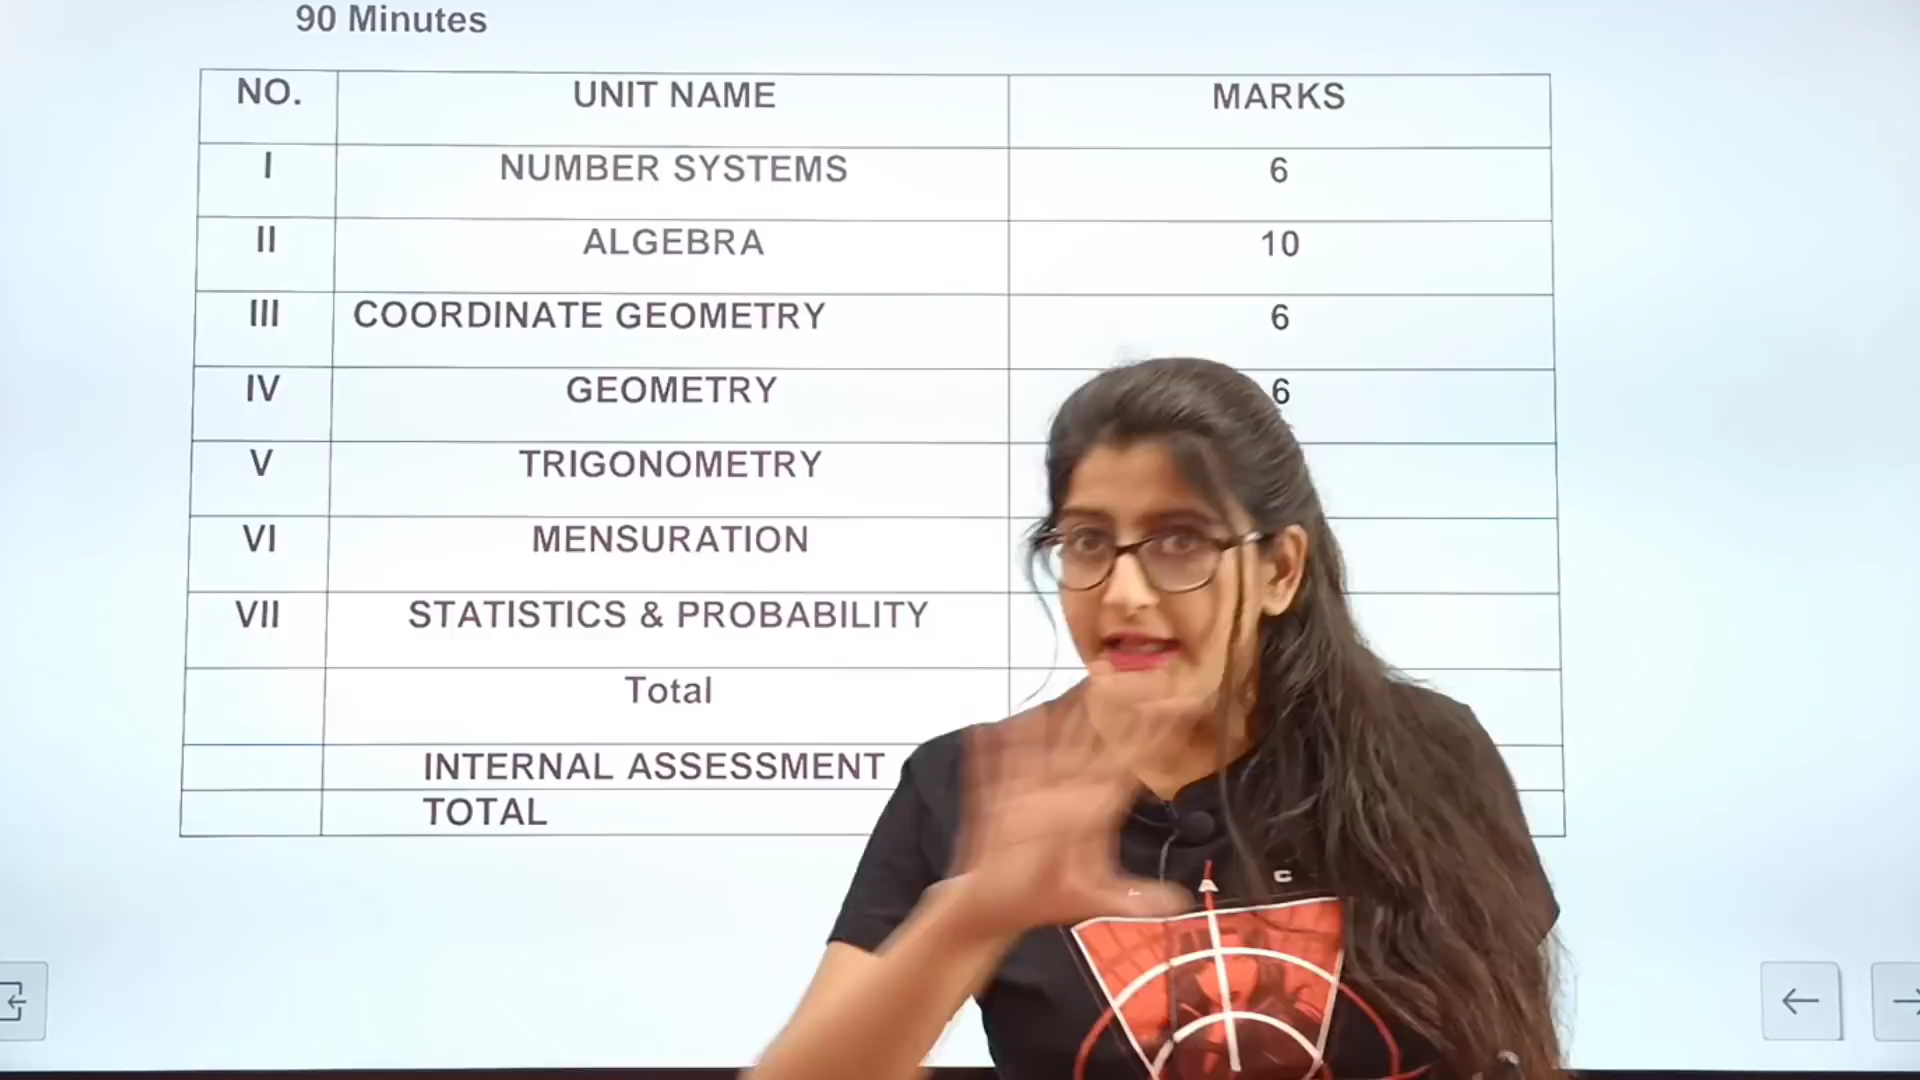 90 Minutes
NO. UNIT NAME MARKS
I NUMBER SYSTEMS 6
II ALGEBRA 10
III COORDINATE GEOMETRY 6
IV GEOMETRY 6
V TRIGONOMETRY
VI MENSURATION
VII STATISTICS & PROBABILITY
Total
INTERNAL ASSESSMENT
TOTAL
A C